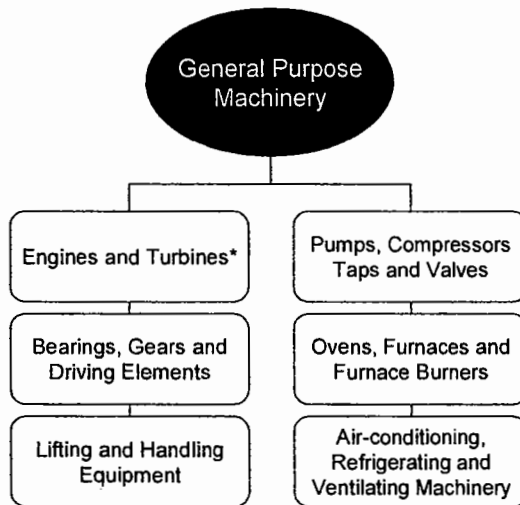 General Purpose
Machinery
Engines and Turbines*
Pumps, Compressors
Taps and Valves
Bearings, Gears and
Driving Elements
Ovens, Furnaces and
Furnace Burners
Lifting and Handling
Equipment
Air-conditioning,
Refrigerating and
Ventilating Machinery